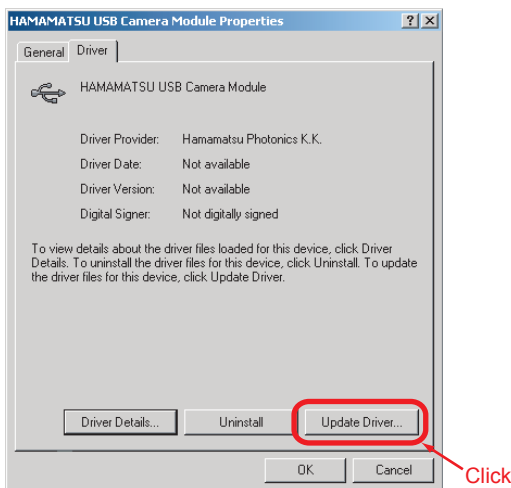 HAMAMATSU USB Camera Module Properties
General Driver
HAMAMATSU USB Camera Module
Driver Provider: Hamamatsu Photonics K.K.
Driver Date: Not available
Driver Version: Not available
Digital Signer: Not digitally signed
To view details about the driver files loaded for this device, click Driver
Details. To uninstall the driver files for this device, click Uninstall. To update
the driver files for this device, click Update Driver.
Driver Details... Uninstall Update Driver...
OK Cancel
Click